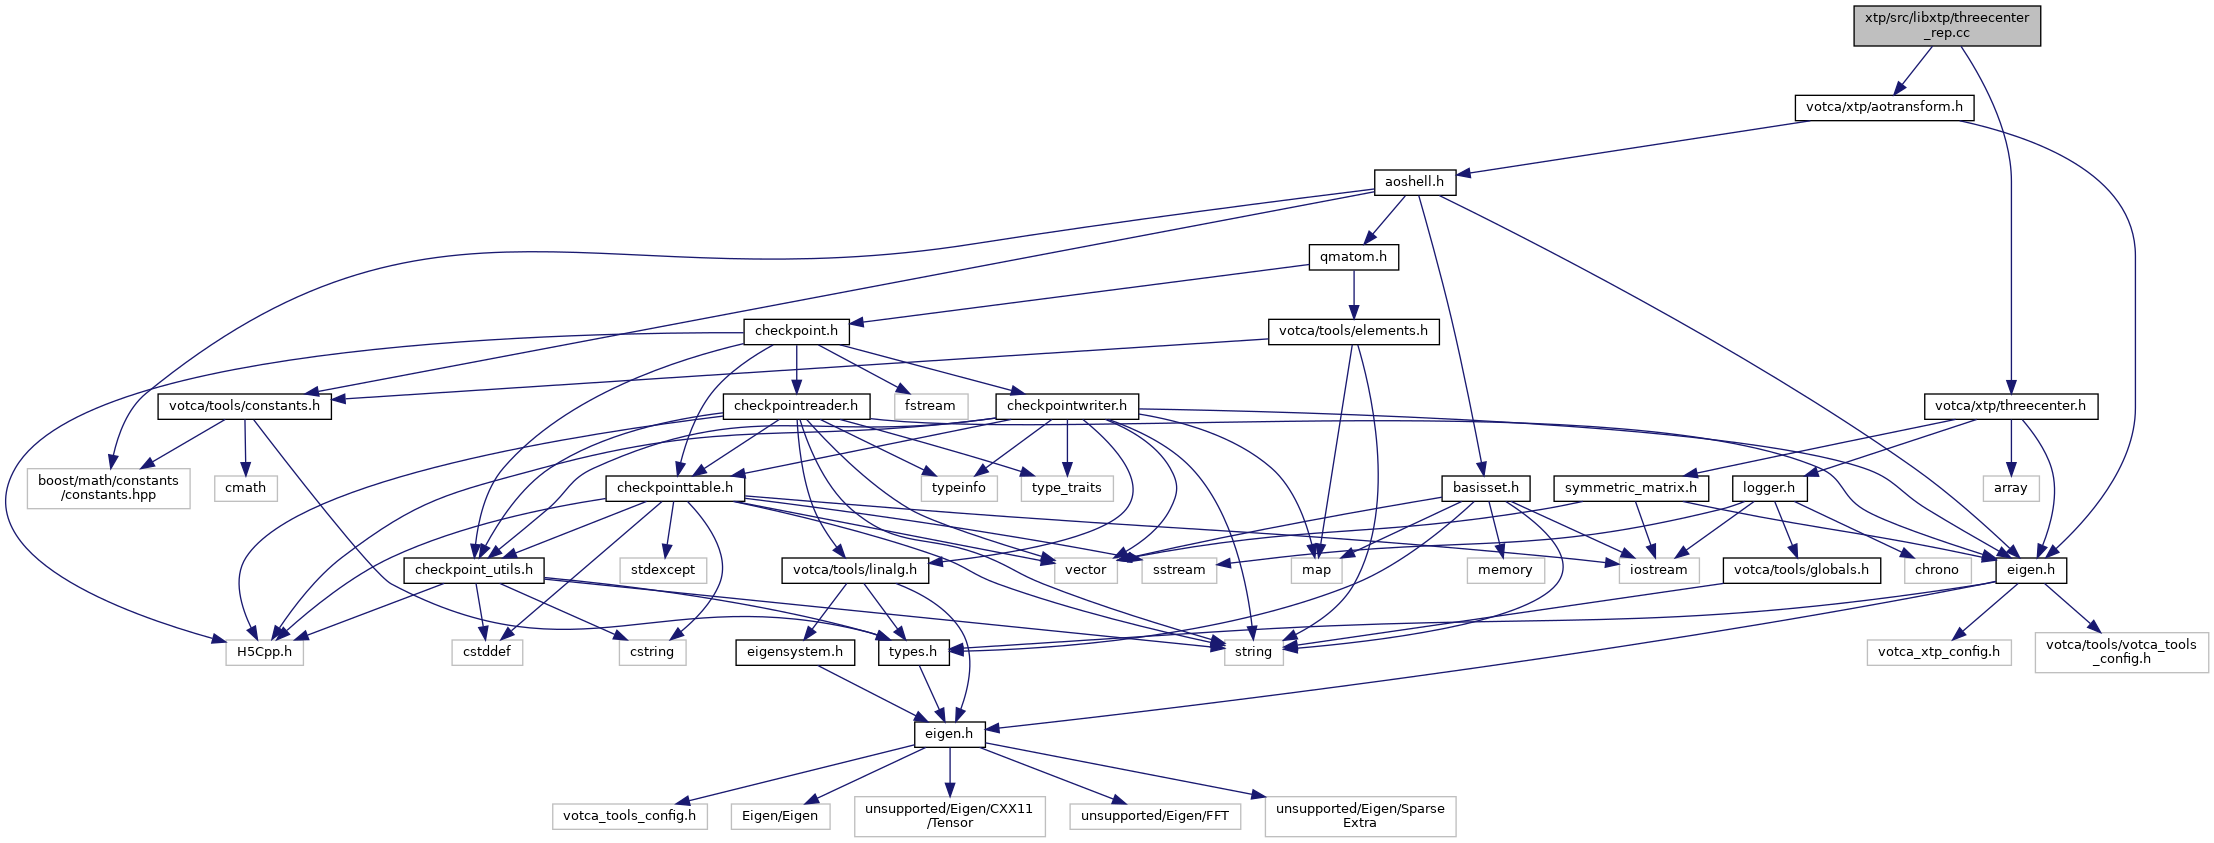 xtp/src/libxtp/threecenter
_rep.cc
votca/xtp/aotransform.h
aoshell.h
qmatom.h
checkpoint.h
votca/tools/elements.h
votca/tools/constants.h
checkpointreader.h
fstream
checkpointwriter.h
votca/xtp/threecenter.h
boost/math/constants
/constants.hpp
cmath
checkpointtable.h
typeinfo
type_traits
basisset.h
symmetric_matrix.h
logger.h
array
checkpoint_utils.h
stdexcept
votca/tools/linalg.h
vector
sstream
map
memory
iostream
votca/tools/globals.h
chrono
eigen.h
H5Cpp.h
cstddef
cstring
eigensystem.h
types.h
string
votca_xtp_config.h
votca/tools/votca_tools
_config.h
eigen.h
votca_tools_config.h
Eigen/Eigen
unsupported/Eigen/CXX11
/Tensor
unsupported/Eigen/FFT
unsupported/Eigen/Sparse
Extra